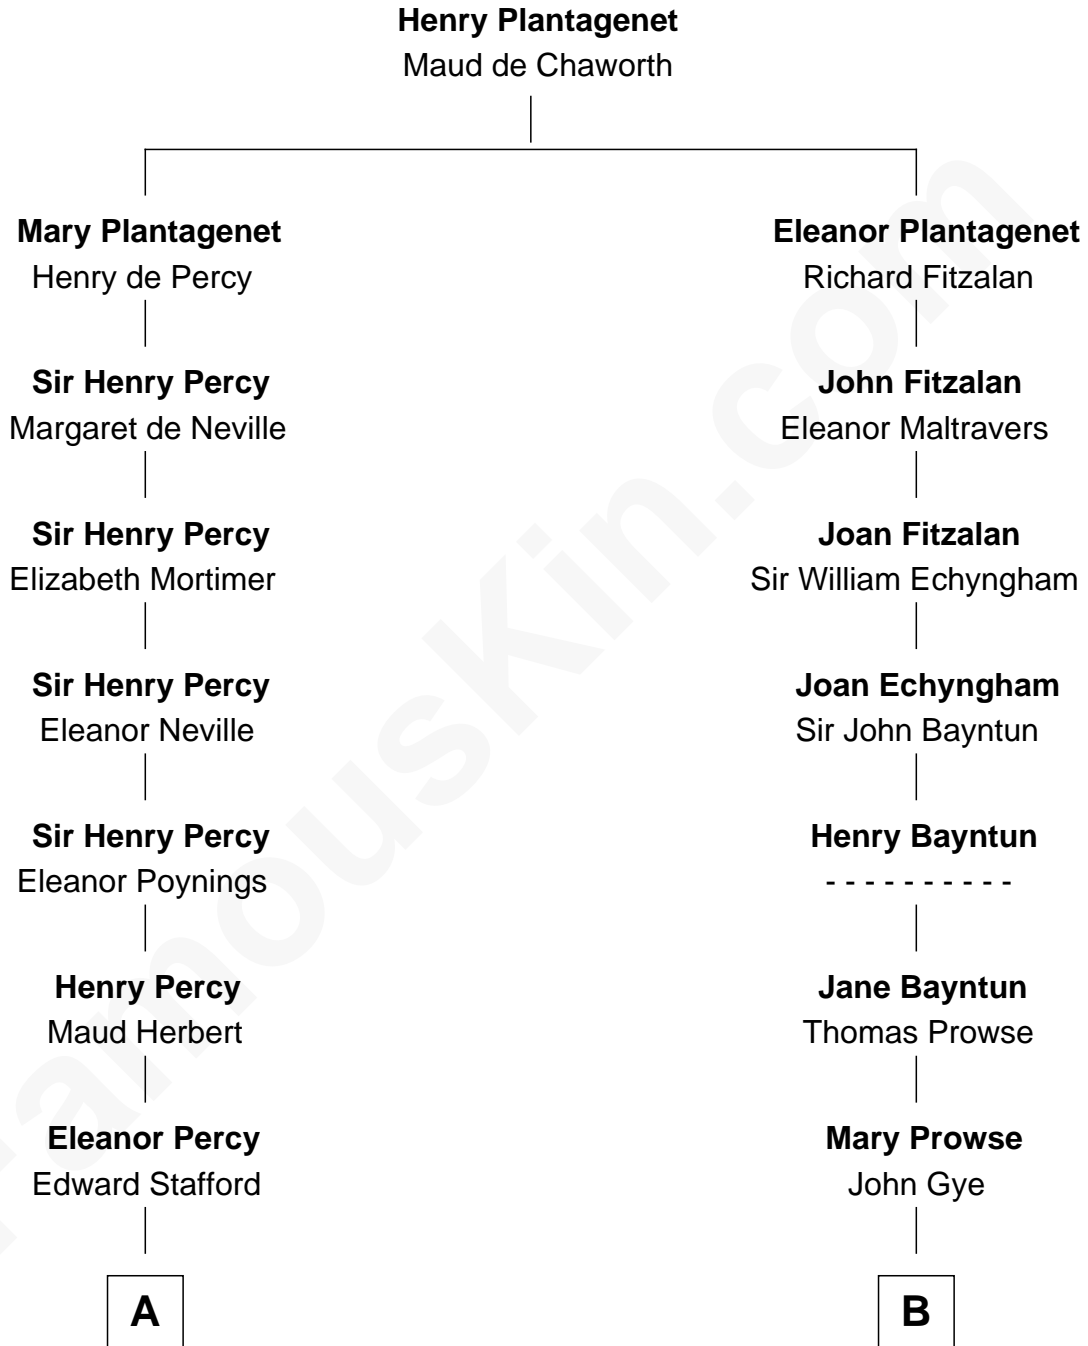 Henry Plantagenet
Maud de Chaworth
Mary Plantagenet
Henry de Percy
Eleanor Plantagenet
Richard Fitzalan
Sir Henry Percy
Margaret de Neville
John Fitzalan
Eleanor Maltravers
Sir Henry Percy
Elizabeth Mortimer
Joan Fitzalan
Sir William Echyngham
Sir Henry Percy
Eleanor Neville
Joan Echyngham
Sir John Bayntun
Sir Henry Percy
Eleanor Poynings
Henry Bayntun
- - - - - - - - - -
Henry Percy
Maud Herbert
Jane Bayntun
Thomas Prowse
Eleanor Percy
Edward Stafford
Mary Prowse
John Gye
A
B
FamousKin.com